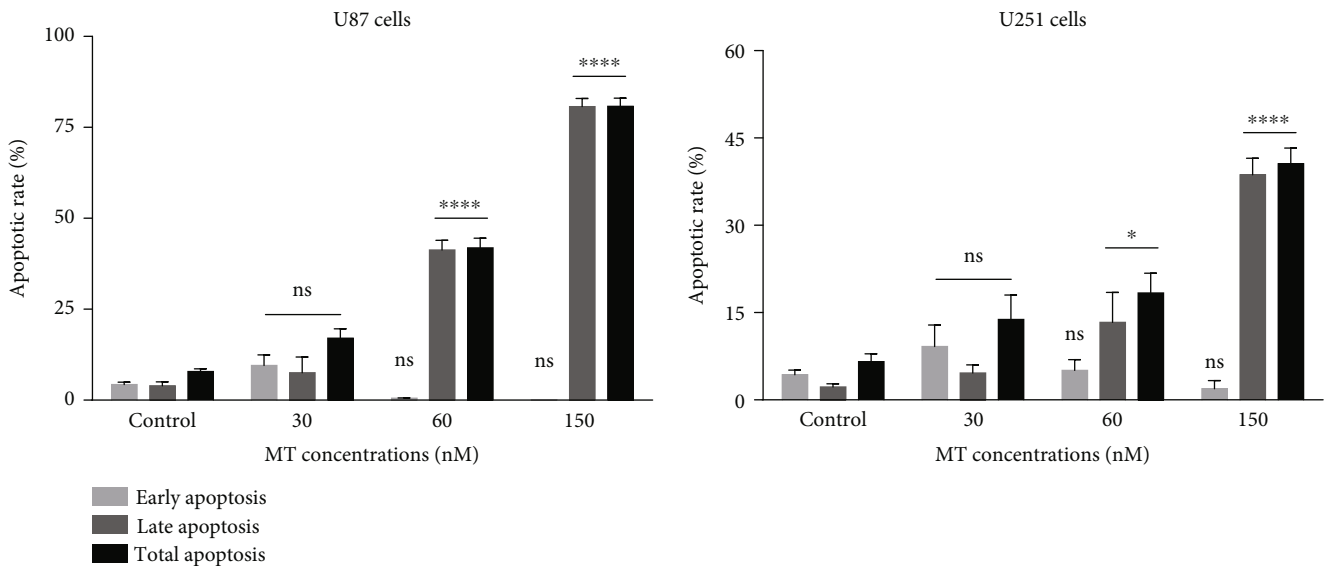 U87 cells
Apoptotic rate (%)
100
75
50
25
0
ns
ns
****
ns
****
Control
30
60
150
MT concentrations (nM)
U251 cells
Apoptotic rate (%)
60
45
30
15
0
ns
ns
*
ns
****
Control
30
60
150
MT concentrations (nM)
Early apoptosis
Late apoptosis
Total apoptosis